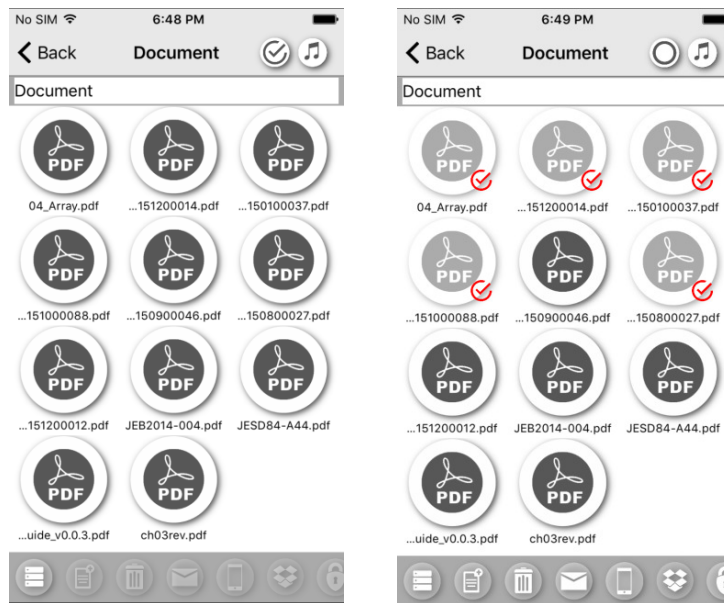 No SIM 6:48 PM
Back Document
Document
PDF PDF PDF
04_Array.pdf ...151200014.pdf ...150100037.pdf
PDF PDF PDF
...151000088.pdf ...150900046.pdf ...150800027.pdf
PDF PDF PDF
...151200012.pdf JEB2014-004.pdf JESD84-A44.pdf
PDF PDF
...uide_v0.0.3.pdf ch03rev.pdf
No SIM 6:49 PM
Back Document
Document
PDF PDF PDF
04_Array.pdf ...151200014.pdf ...150100037.pdf
PDF PDF PDF
...151000088.pdf ...150900046.pdf ...150800027.pdf
PDF PDF PDF
...151200012.pdf JEB2014-004.pdf JESD84-A44.pdf
PDF PDF
...uide_v0.0.3.pdf ch03rev.pdf